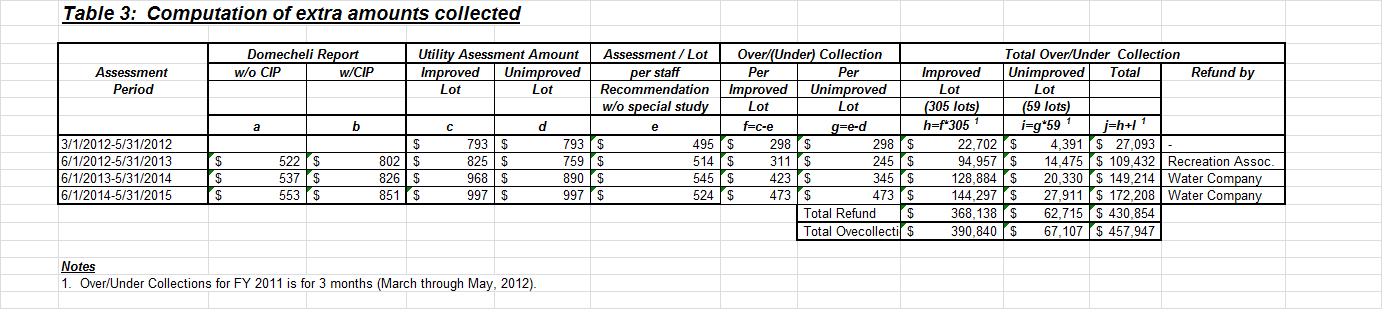 Table 3:  Computation of extra amounts collected
Domecheli Report Utility Asessment Amount Assessment / Lot Over/(Under) Collection Total Over/Under Collection
Assessment w/o CIP w/CIP Improved Unimproved per staff Per Per Improved Unimproved Total Refund by
Period Lot Lot Recommendation Improved Unimproved Lot Lot
w/o special study Lot Lot (305 lots) (59 lots)
a b c d e f=c-e g=e-d h=f*305 1 i=g*59 1 j=h+I 1
3/1/2012-5/31/2012 $ 793 $ 793 $ 495 $ 298 $ 298 $ 22,702 $ 4,391 $ 27,093 -
6/1/2012-5/31/2013 $ 522 $ 802 $ 825 $ 759 $ 514 $ 311 $ 245 $ 94,957 $ 14,475 $ 109,432 Recreation Assoc.
6/1/2013-5/31/2014 $ 537 $ 826 $ 968 $ 890 $ 545 $ 423 $ 345 $ 128,884 $ 20,330 $ 149,214 Water Company
6/1/2014-5/31/2015 $ 553 $ 851 $ 997 $ 997 $ 524 $ 473 $ 473 $ 144,297 $ 27,911 $ 172,208 Water Company
Total Refund $ 368,138 $ 62,715 $ 430,854
Total Ovecollecti $ 390,840 $ 67,107 $ 457,947
Notes
1.  Over/Under Collections for FY 2011 is for 3 months (March through May, 2012).